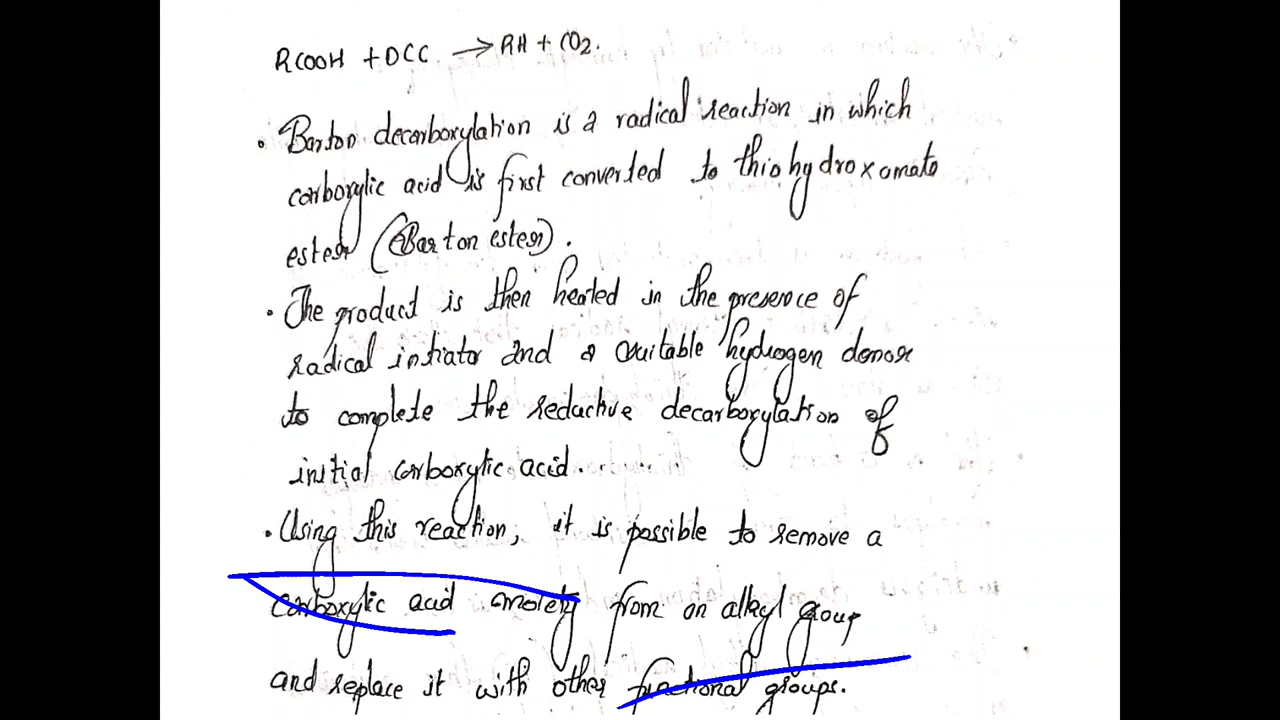 RCOOH + DCC → RH + CO2.
• Barton decarboxylation is a radical reaction in which
carboxylic acid is first converted to thiohydroxomate
ester (Barton ester).
• The product is then heated in the presence of
radical intiator and a suitable hydrogen donor
to complete the reductive decarboxylation of
initial carboxylic acid.
• Using this reaction, it is possible to remove a
carboxylic acid moiety from an alkyl group
and replace it with other functional groups.